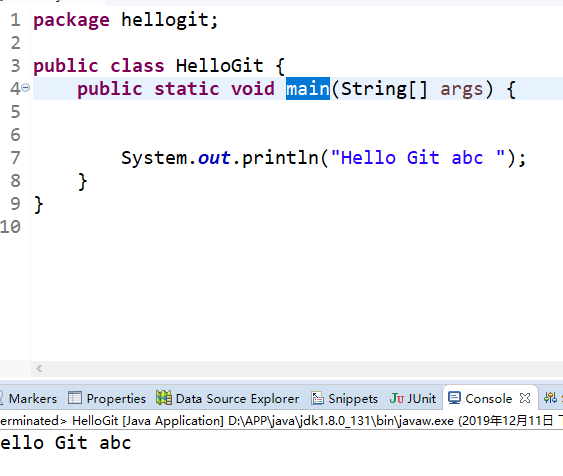 1 package hellogit;
2
3 public class HelloGit {
4 public static void main(String[] args) {
5
6
7 System.out.println("Hello Git abc ");
8 }
9 }
10
Markers Properties Data Source Explorer Snippets JUnit Console
erminated> HelloGit [Java Application] D:\APP\java\jdk1.8.0_131\bin\javaw.exe (2019年12月11日
ello Git abc